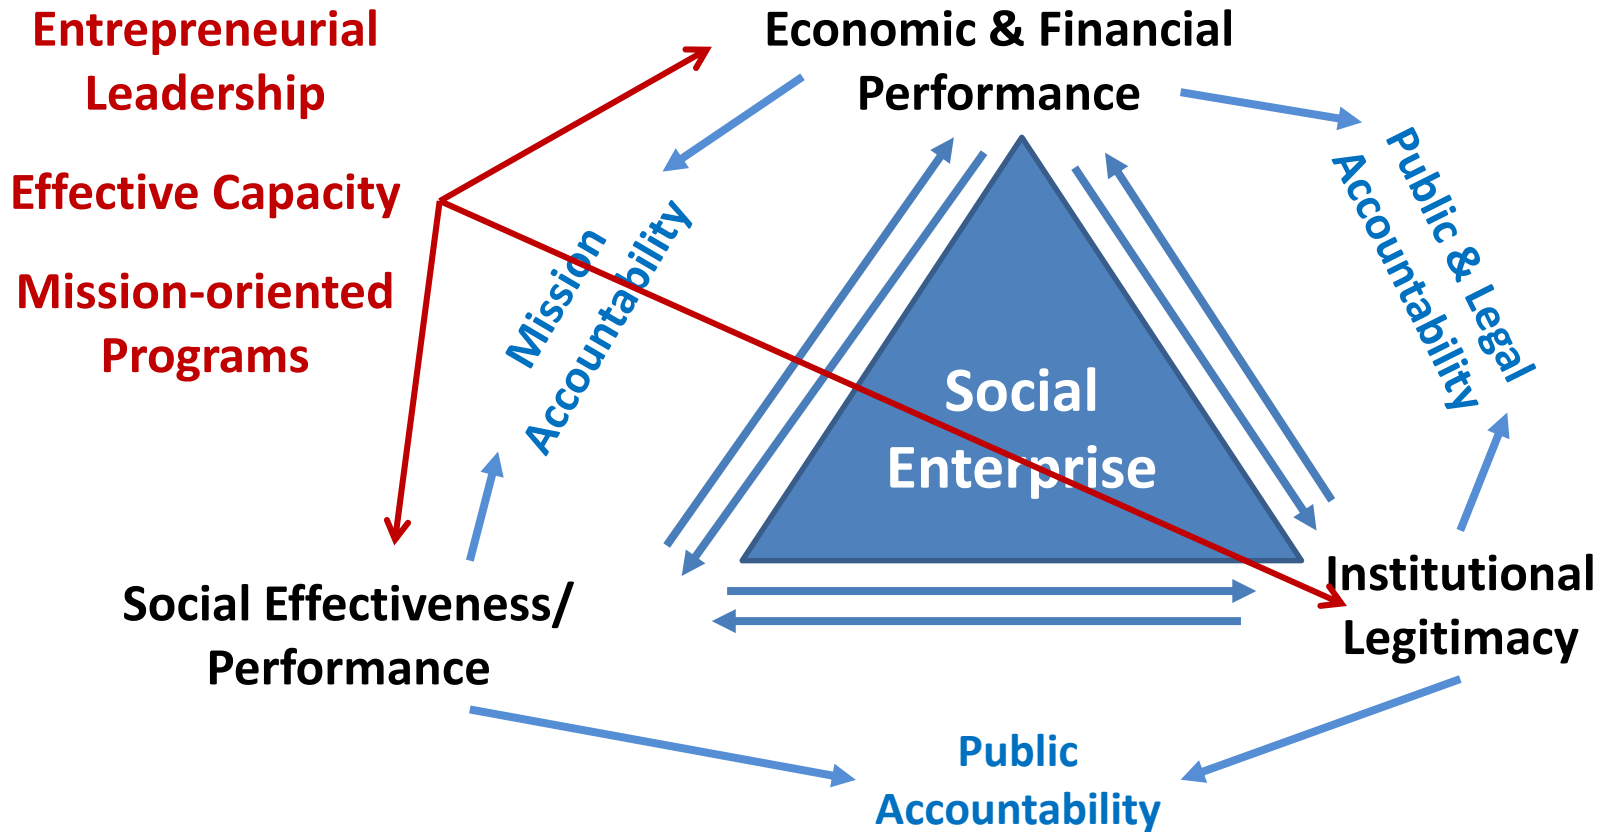 Entrepreneurial
Leadership
Effective Capacity
Mission-oriented
Programs
Economic & Financial
Performance
Mission
Accountability
Public & Legal
Accountability
Social
Enterprise
Social Effectiveness/
Performance
Institutional
Legitimacy
Public
Accountability